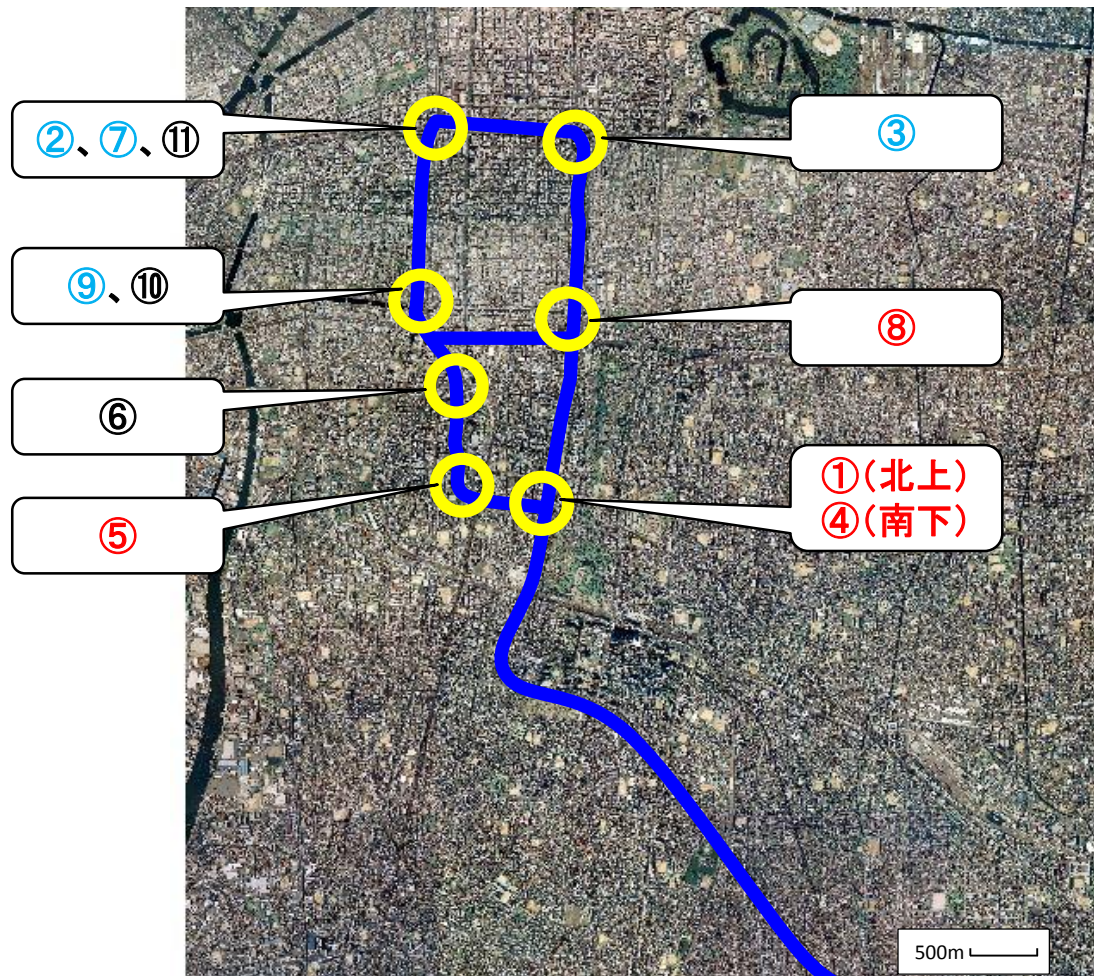 ②、⑦、⑪
③
⑨、⑩
⑧
⑥
①(北上)
④(南下)
⑤
500m